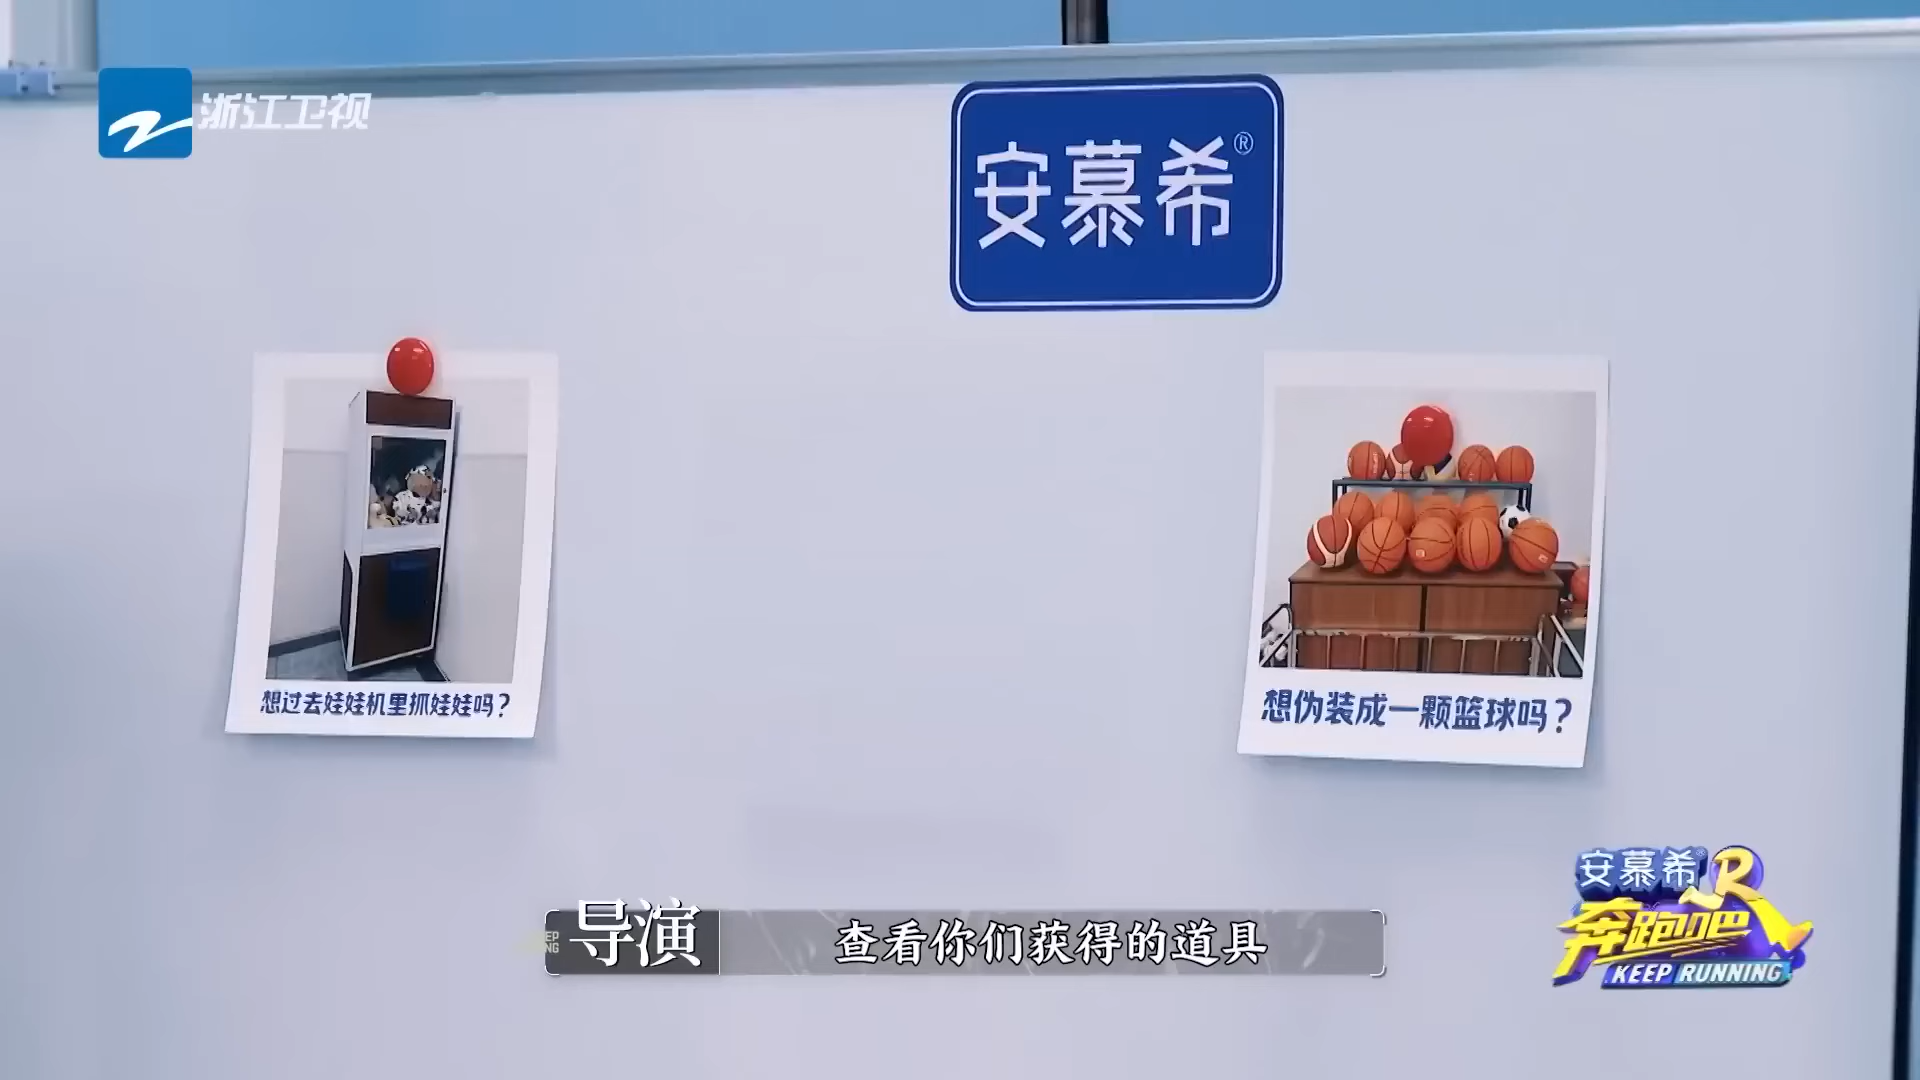 浙江卫视
安慕希®
想过去娃娃机里抓娃娃吗？
想伪装成一颗篮球吗？
导演
查看你们获得的道具
安慕希®
奔跑吧
KEEP RUNNING